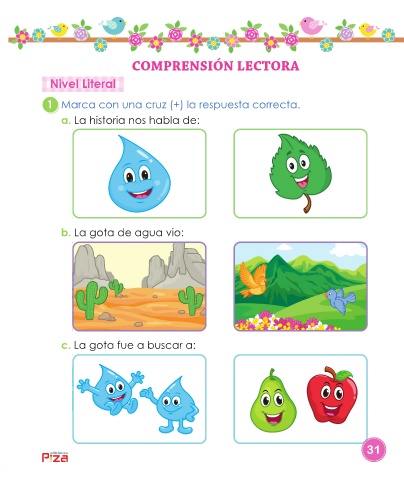 COMPRENSIÓN LECTORA
Nivel Literal
1 Marca con una cruz (+) la respuesta correcta.
a. La historia nos habla de:
b. La gota de agua vio:
c. La gota fue a buscar a:
31
P'za